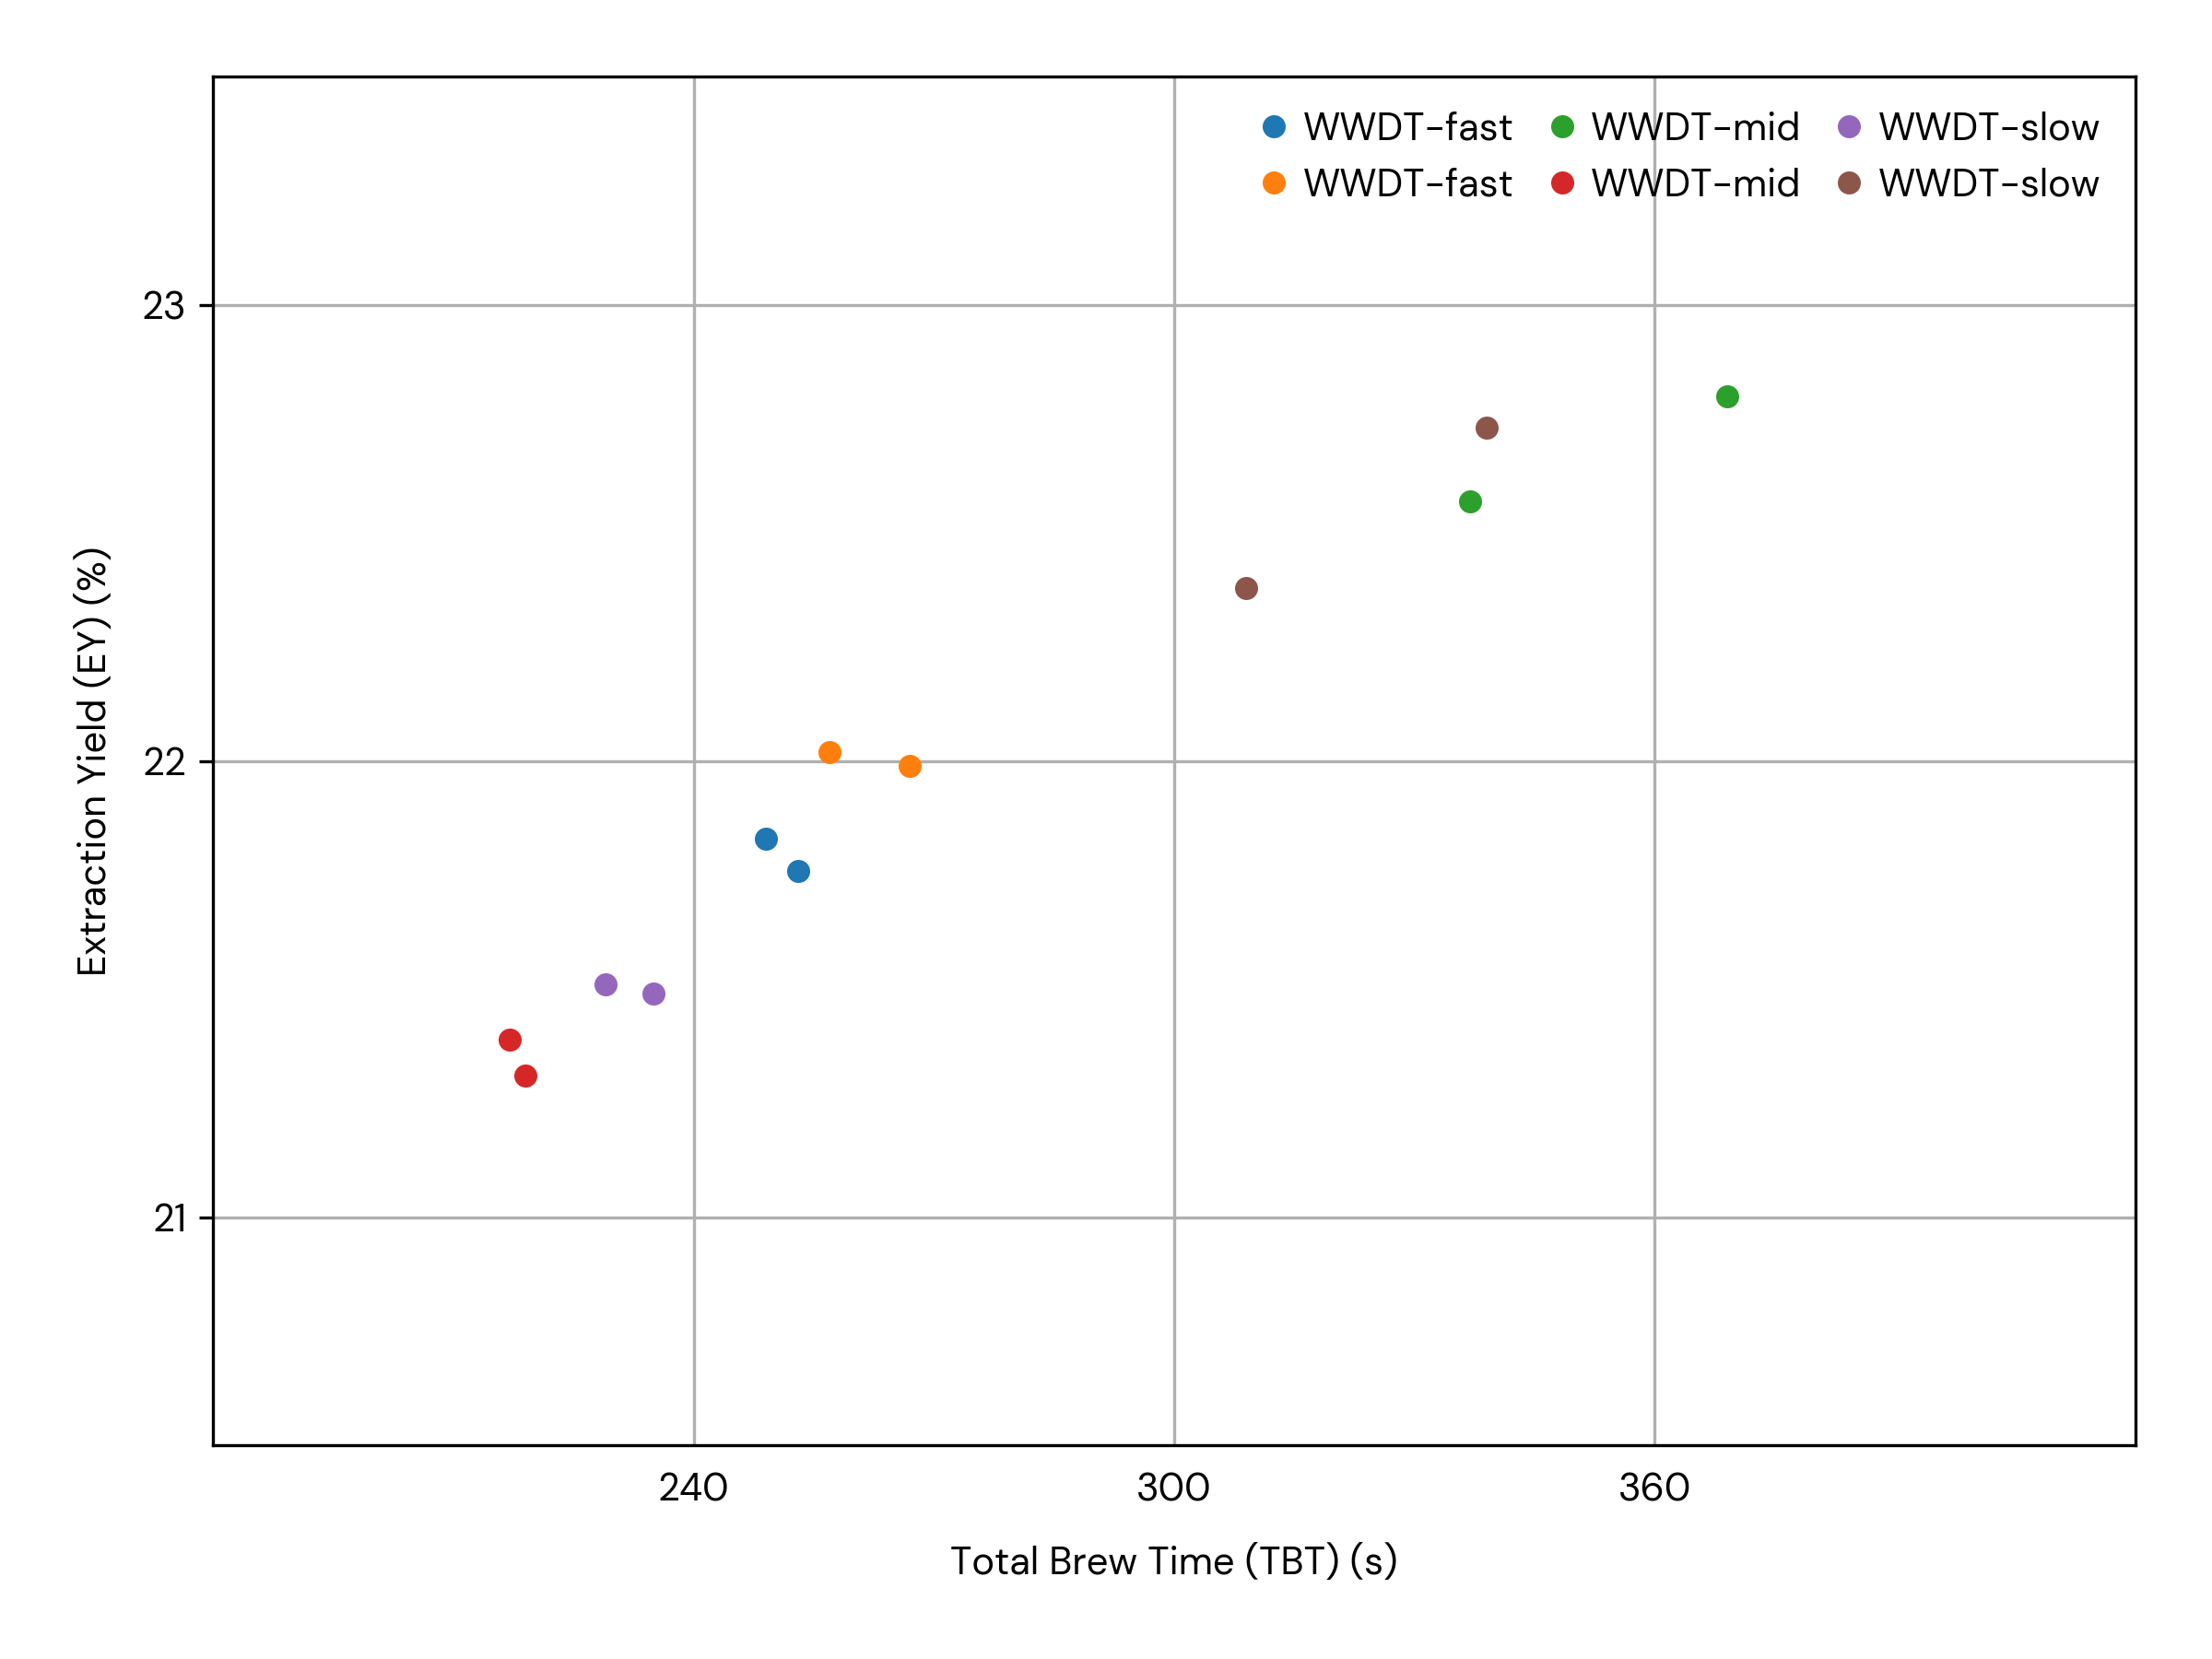 WWDT-fast WWDT-mid WWDT-slow
WWDT-fast WWDT-mid WWDT-slow
23
22
21
Extraction Yield (EY) (%)
240 300 360
Total Brew Time (TBT) (s)